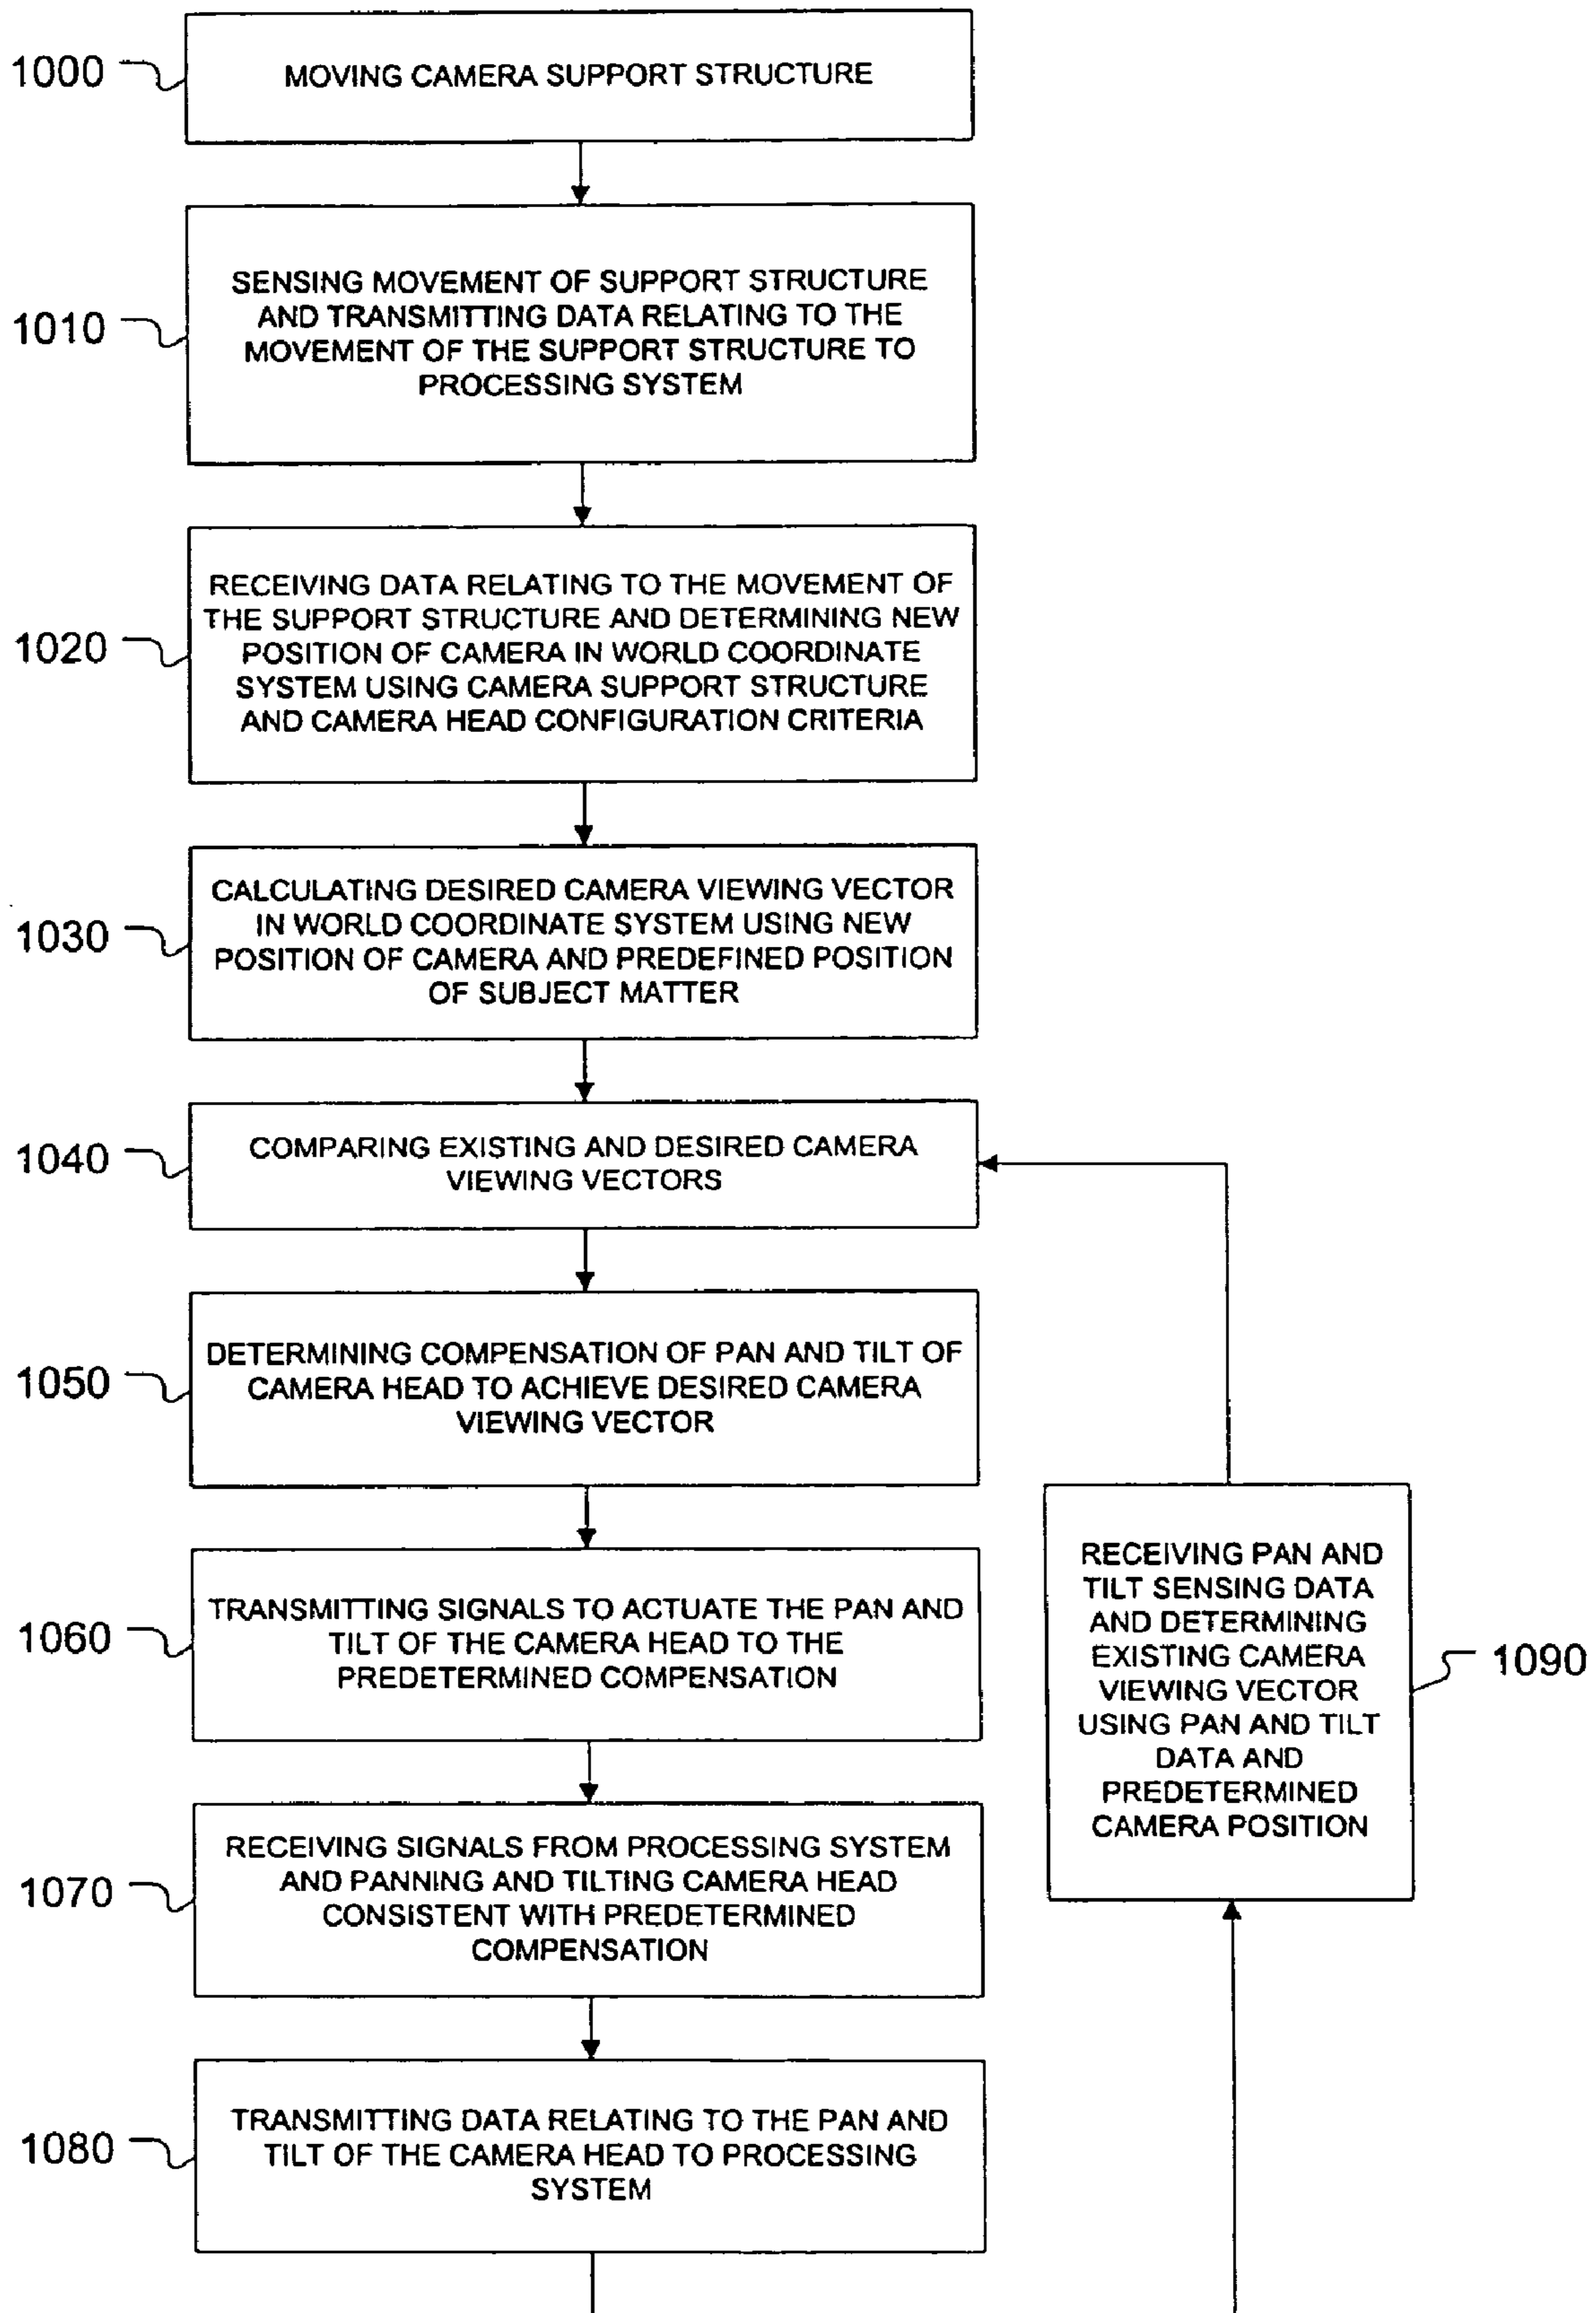 1000
MOVING CAMERA SUPPORT STRUCTURE
1010
SENSING MOVEMENT OF SUPPORT STRUCTURE
AND TRANSMITTING DATA RELATING TO THE
MOVEMENT OF THE SUPPORT STRUCTURE TO
PROCESSING SYSTEM
1020
RECEIVING DATA RELATING TO THE MOVEMENT OF
THE SUPPORT STRUCTURE AND DETERMINING NEW
POSITION OF CAMERA IN WORLD COORDINATE
SYSTEM USING CAMERA SUPPORT STRUCTURE
AND CAMERA HEAD CONFIGURATION CRITERIA
1030
CALCULATING DESIRED CAMERA VIEWING VECTOR
IN WORLD COORDINATE SYSTEM USING NEW
POSITION OF CAMERA AND PREDEFINED POSITION
OF SUBJECT MATTER
1040
COMPARING EXISTING AND DESIRED CAMERA
VIEWING VECTORS
1050
DETERMINING COMPENSATION OF PAN AND TILT OF
CAMERA HEAD TO ACHIEVE DESIRED CAMERA
VIEWING VECTOR
1060
TRANSMITTING SIGNALS TO ACTUATE THE PAN AND
TILT OF THE CAMERA HEAD TO THE
PREDETERMINED COMPENSATION
1070
RECEIVING SIGNALS FROM PROCESSING SYSTEM
AND PANNING AND TILTING CAMERA HEAD
CONSISTENT WITH PREDETERMINED
COMPENSATION
1080
TRANSMITTING DATA RELATING TO THE PAN AND
TILT OF THE CAMERA HEAD TO PROCESSING
SYSTEM
RECEIVING PAN AND
TILT SENSING DATA
AND DETERMINING
EXISTING CAMERA
VIEWING VECTOR
USING PAN AND TILT
DATA AND
PREDETERMINED
CAMERA POSITION
1090